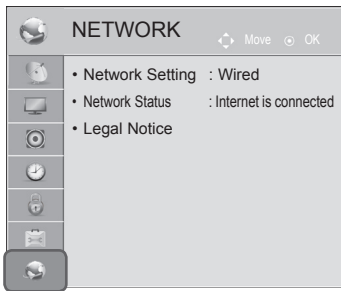 NETWORK
Move OK
• Network Setting : Wired
• Network Status : Internet is connected
• Legal Notice